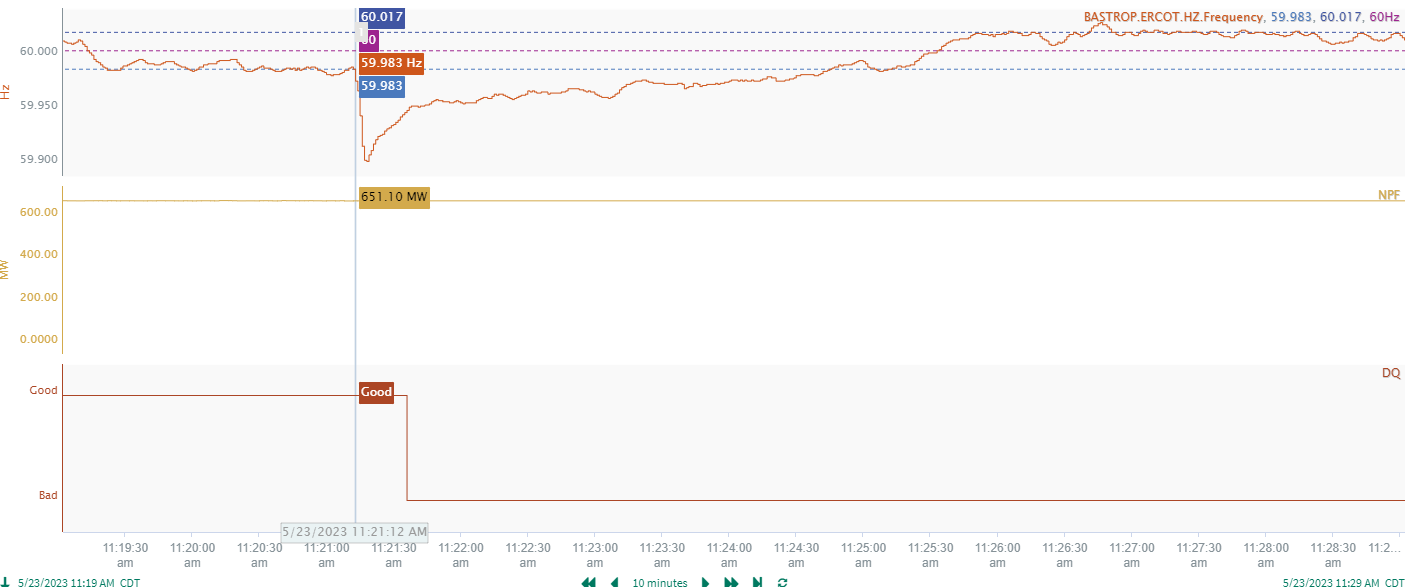 BASTROP.ERCOT.HZ.Frequency, 59.983, 60.017, 60Hz
60.017
60
60.000
59.983 Hz
59.983
Hz
59.950
59.900
651.10 MW
NPF
600.00
400.00
MW
200.00
0.0000
DQ
Good
Good
Bad
5/23/2023 11:21:12 AM
11:19:30 am 11:20:00 am 11:20:30 am 11:21:00 am 11:21:30 am 11:22:00 am 11:22:30 am 11:23:00 am 11:23:30 am 11:24:00 am 11:24:30 am 11:25:00 am 11:25:30 am 11:26:00 am 11:26:30 am 11:27:00 am 11:27:30 am 11:28:00 am 11:28:30 am 11:2...
5/23/2023 11:19 AM CDT 10 minutes 5/23/2023 11:29 AM CDT